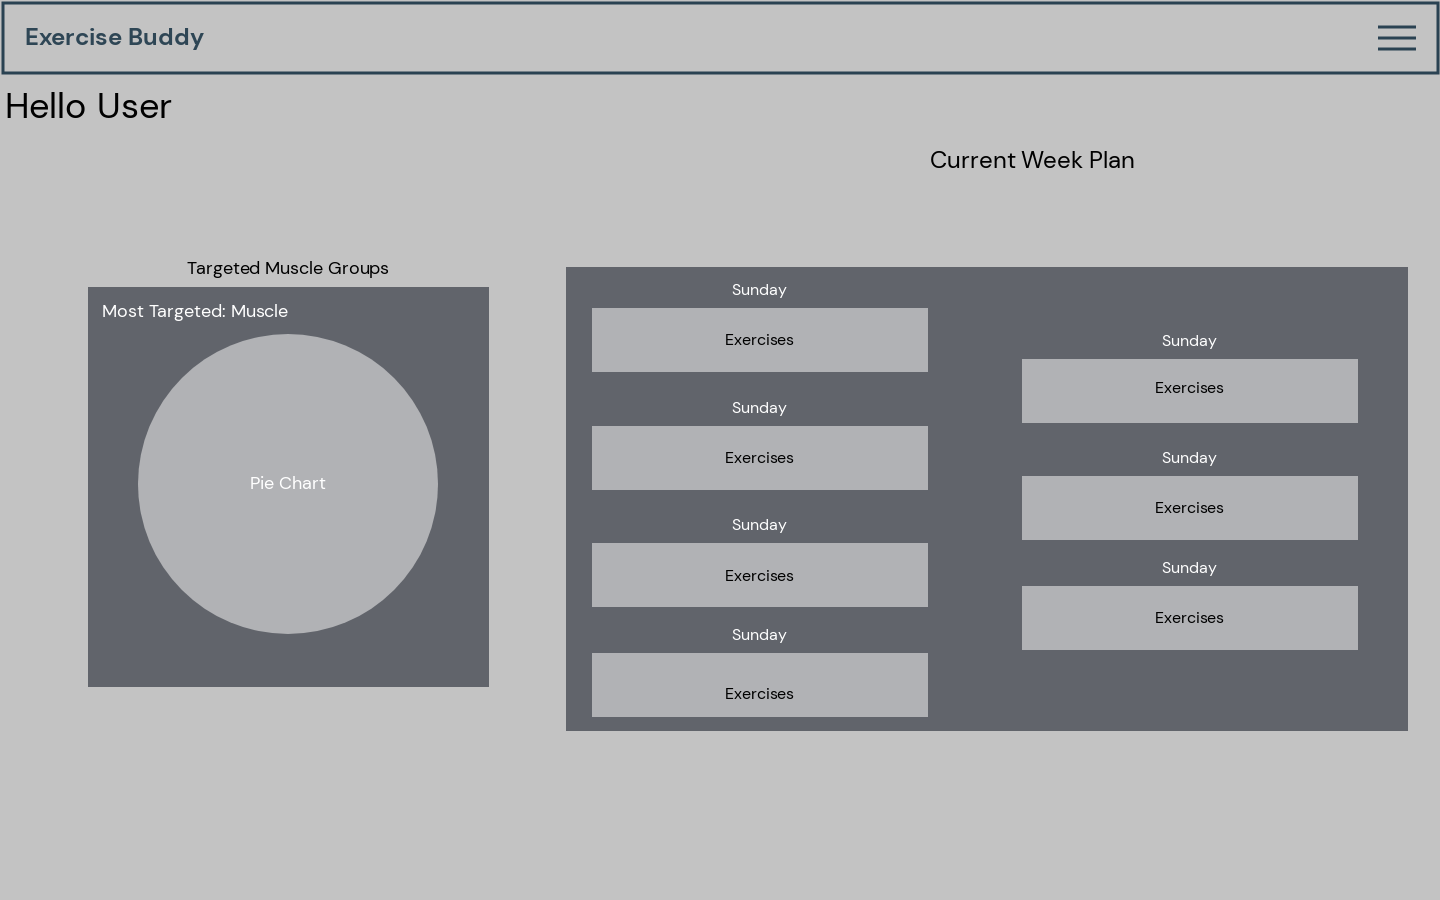 Exercise Buddy
Hello User
Current Week Plan
Targeted Muscle Groups
Most Targeted: Muscle
Pie Chart
Sunday
Exercises
Sunday
Exercises
Sunday
Exercises
Sunday
Exercises
Sunday
Exercises
Sunday
Exercises
Sunday
Exercises